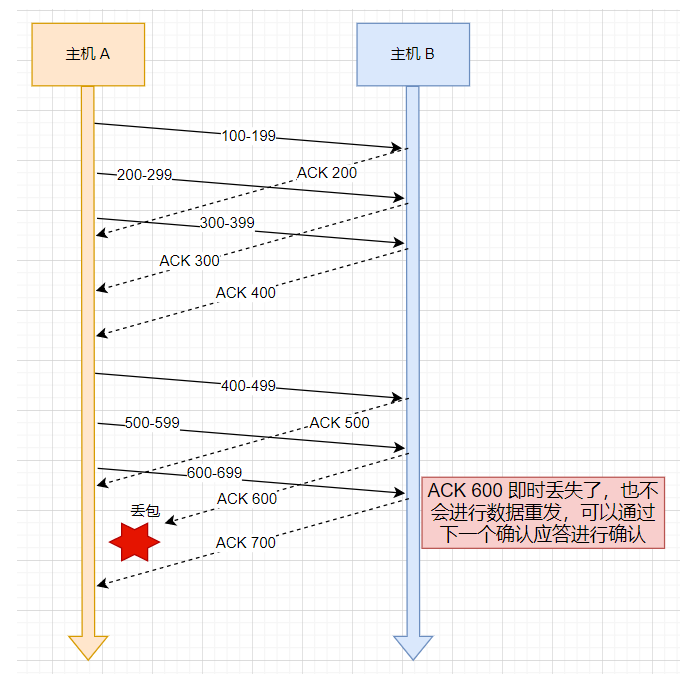 主机 A
主机 B
100-199
ACK 200
200-299
300-399
ACK 300
ACK 400
400-499
ACK 500
500-599
600-699
ACK 600
丢包
ACK 700
ACK 600 即时丢失了，也不
会进行数据重发，可以通过
下一个确认应答进行确认